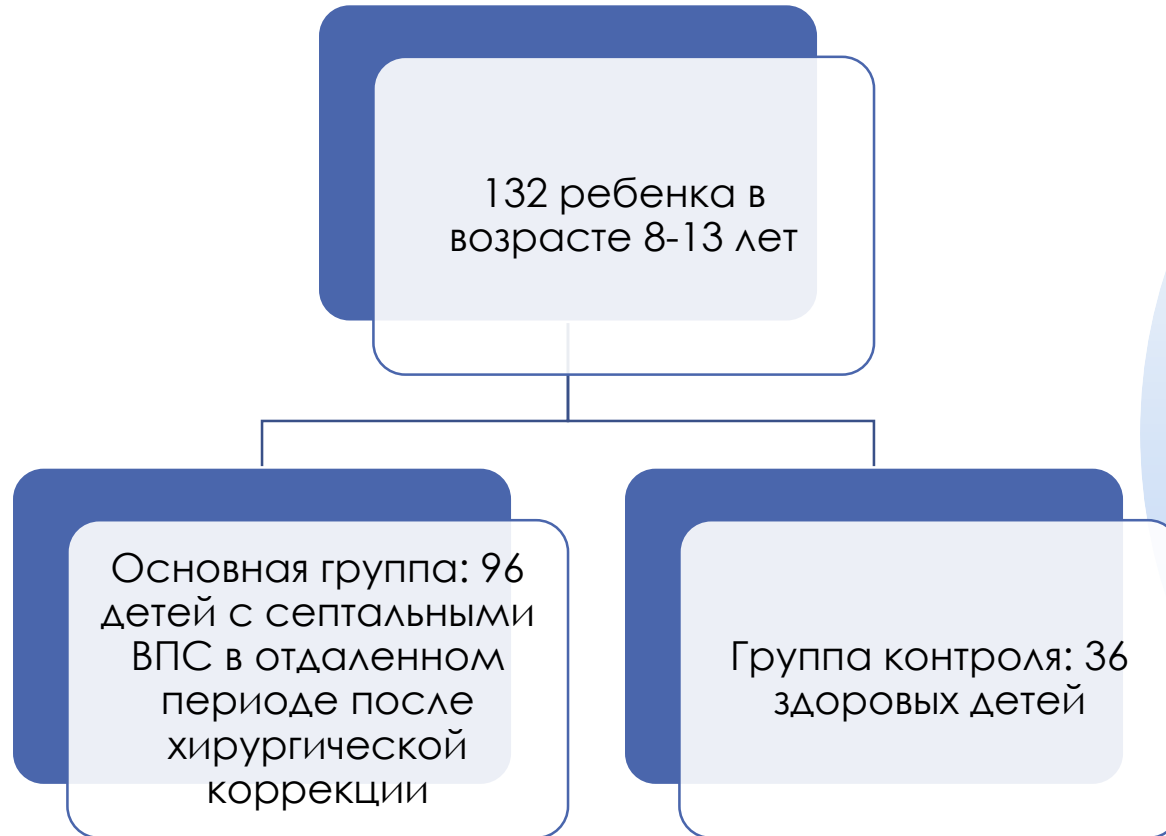 132 ребенка в
возрасте 8-13 лет
Основная группа: 96
детей с септальными
ВПС в отдаленном
периоде после
хирургической
коррекции
Группа контроля: 36
здоровых детей